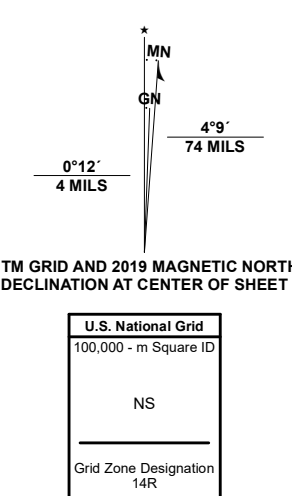 ★
MN
GN
4°9´
74 MILS
0°12´
4 MILS
TM GRID AND 2019 MAGNETIC NORTH
DECLINATION AT CENTER OF SHEET
U.S. National Grid
100,000 - m Square ID
NS
Grid Zone Designation
14R